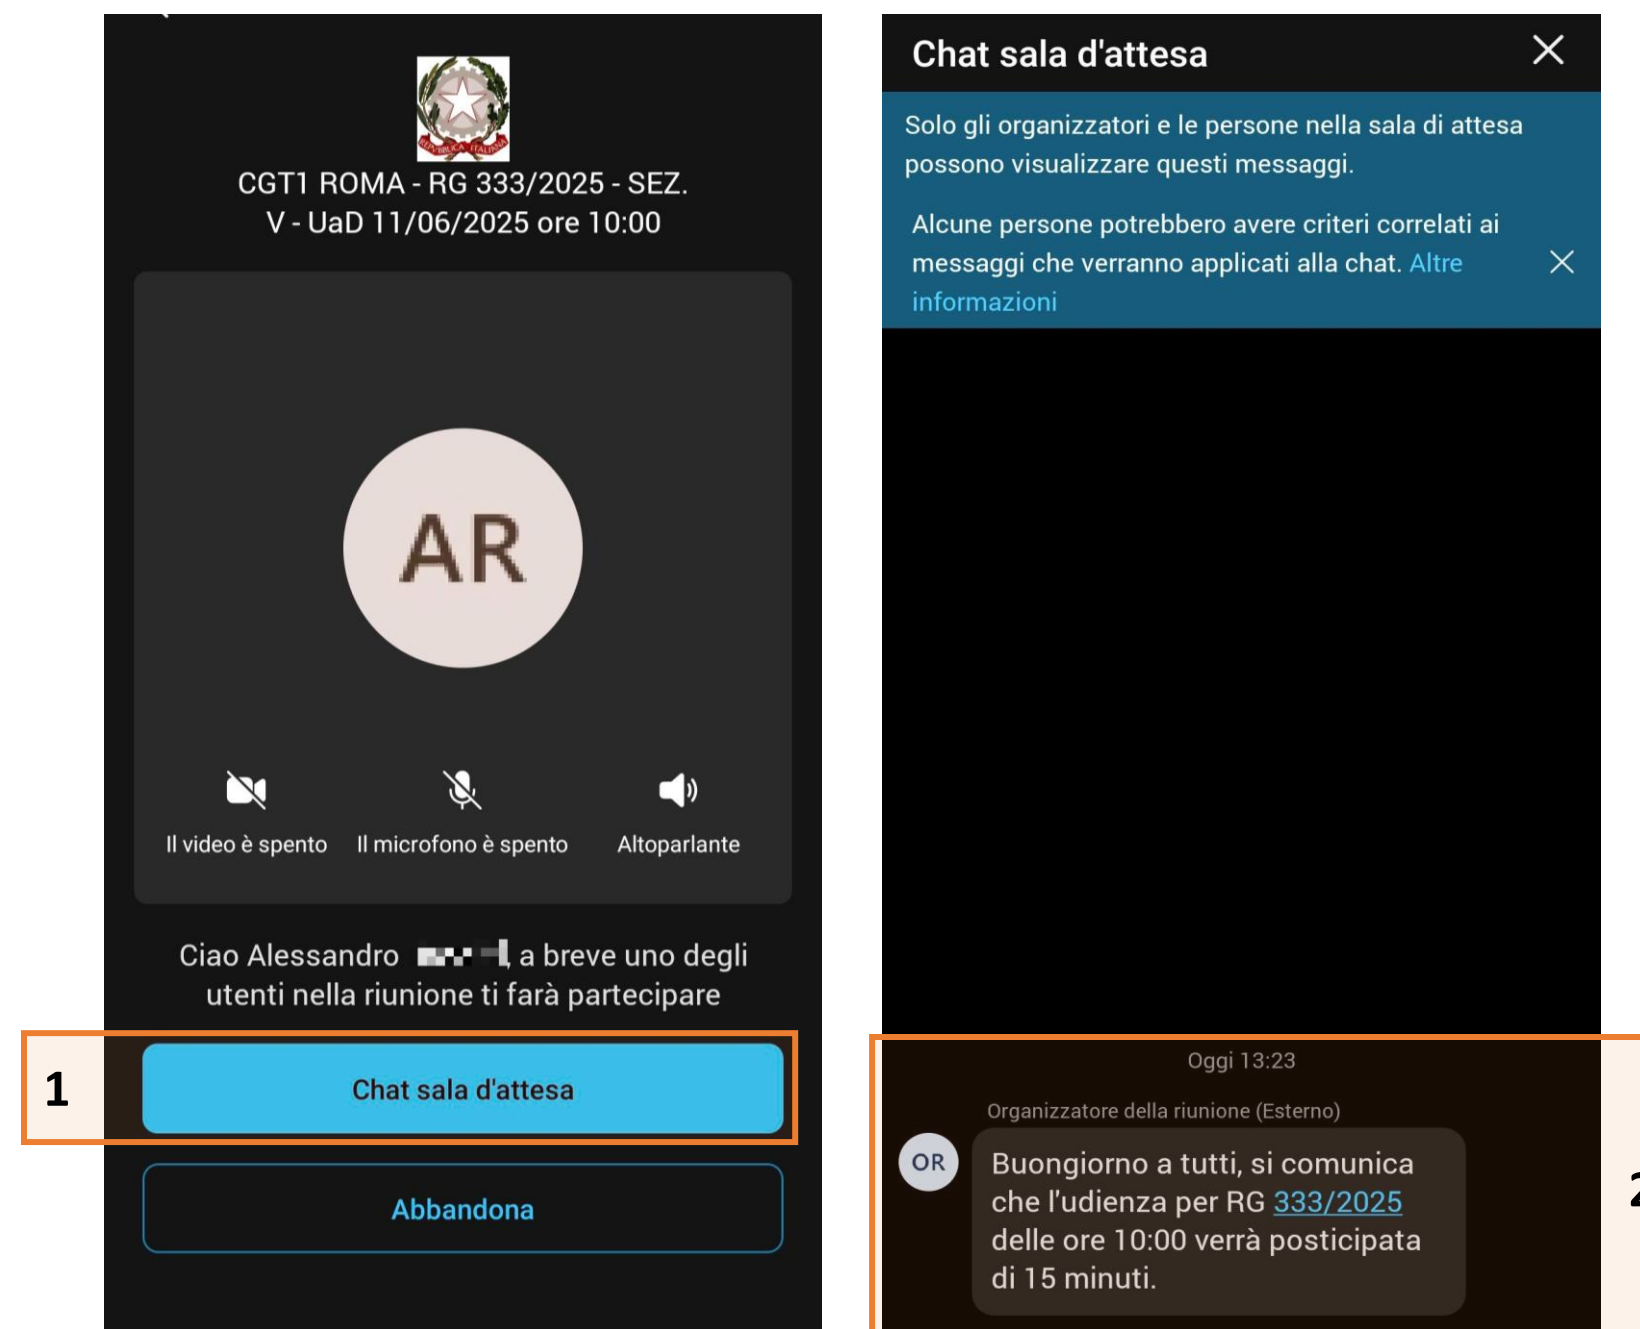 CGT1 ROMA - RG 333/2025 - SEZ.
V - UaD 11/06/2025 ore 10:00
AR
Il video è spento
Il microfono è spento
Altoparlante
Ciao Alessandro , a breve uno degli
utenti nella riunione ti farà partecipare
1
Chat sala d'attesa
Abbandona
Chat sala d'attesa
Solo gli organizzatori e le persone nella sala di attesa
possono visualizzare questi messaggi.
Alcune persone potrebbero avere criteri correlati ai
messaggi che verranno applicati alla chat. Altre
informazioni
Oggi 13:23
Organizzatore della riunione (Esterno)
OR
Buongiorno a tutti, si comunica
che l'udienza per RG 333/2025
delle ore 10:00 verrà posticipata
di 15 minuti.